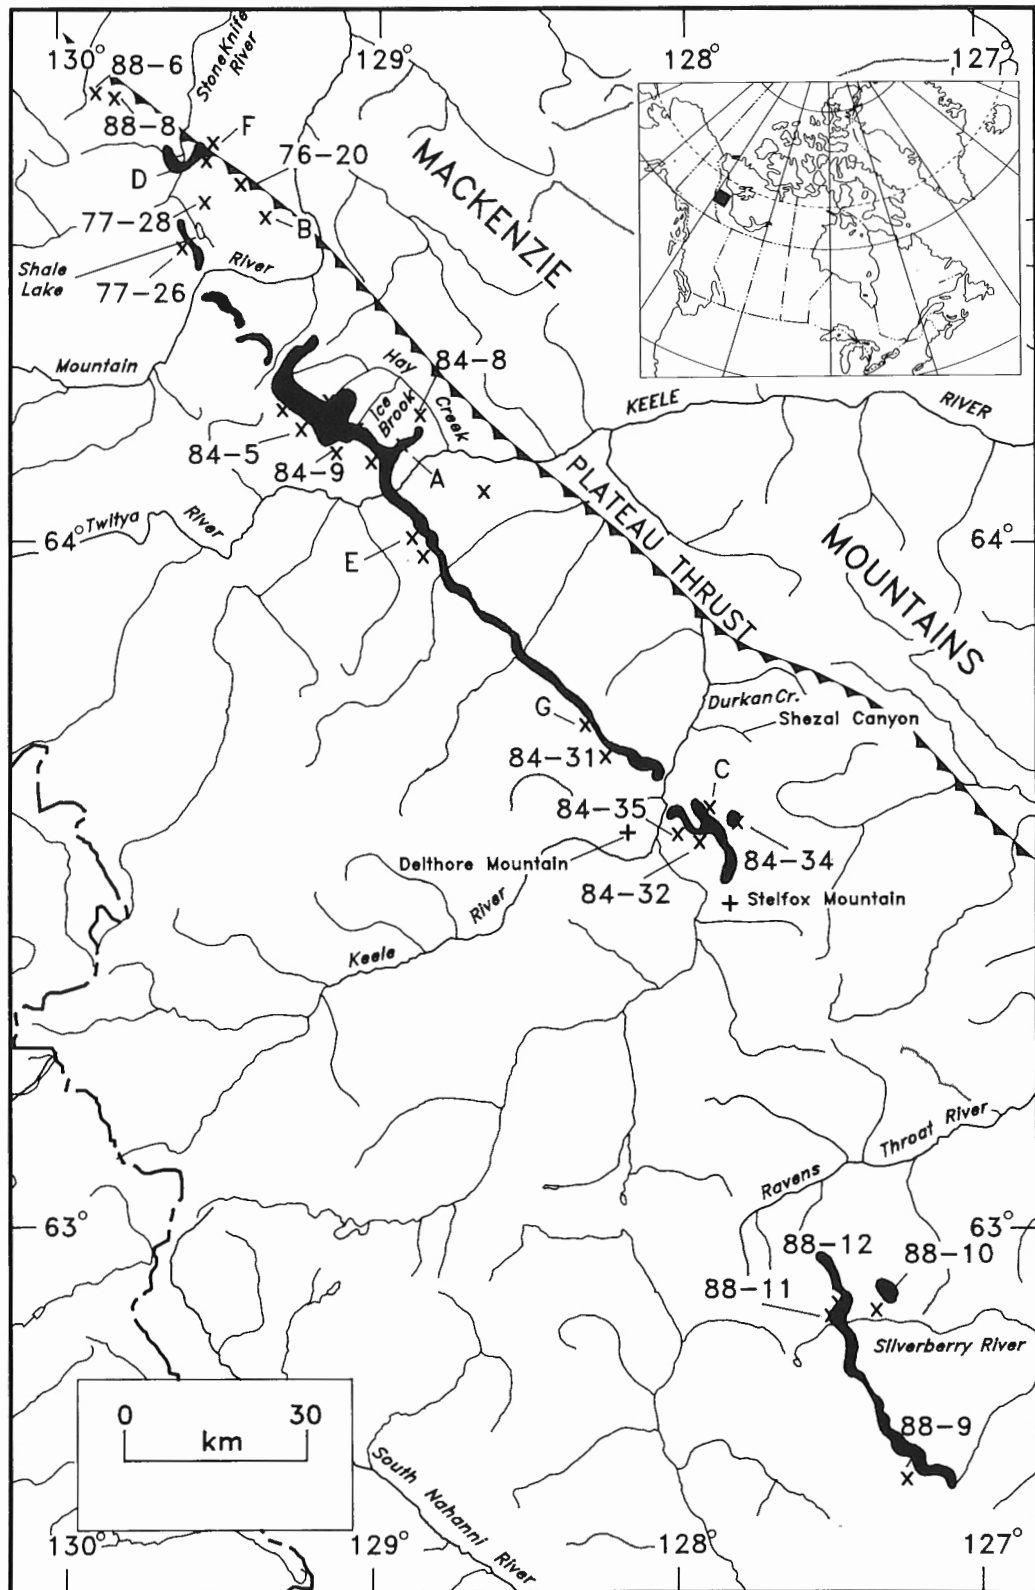 130°
129°
128°
127°
88-6
StoneKnife
River
88-8
F
76-20
D
MACKENZIE
77-28
B
Shale
Lake
River
77-26
Mountain
Hay
Creek
84-8
Ice
Brook
KEELE
RIVER
84-5
84-9
A
PLATEAU THRUST
64°
Twitya
River
64°
E
MOUNTAINS
Durkan Cr.
G
Shezal Canyon
84-31
C
84-35
Delthore Mountain
84-34
84-32
River
Stelfox Mountain
Keele
Throat River
Ravens
63°
63°
88-12
88-10
88-11
Silverberry River
0 30
km
88-9
South Nahanni River
130°
129°
128°
127°